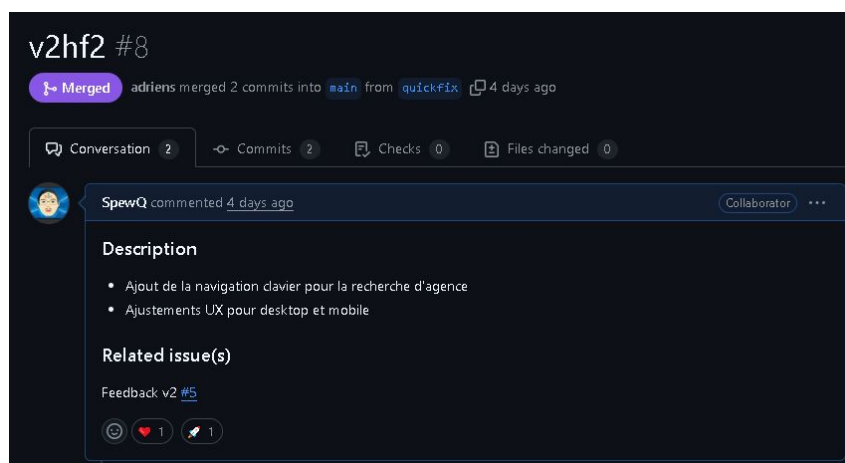 v2hf2 #8
Merged adriens merged 2 commits into main from quickfix 4 days ago
Conversation 2 Commits 2 Checks 0 Files changed 0
SpewQ commented 4 days ago Collaborator ...
Description
• Ajout de la navigation clavier pour la recherche d'agence
• Ajustements UX pour desktop et mobile
Related issue(s)
Feedback v2 #5
❤️ 1 🚀 1